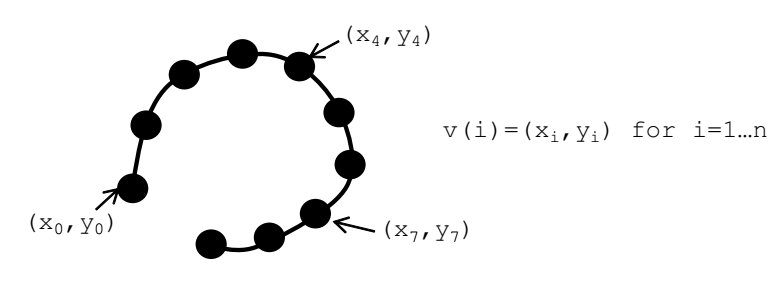 (x₄,y₄)
v(i)=(xᵢ,yᵢ) for i=1…n
(x₀,y₀)
(x₇,y₇)